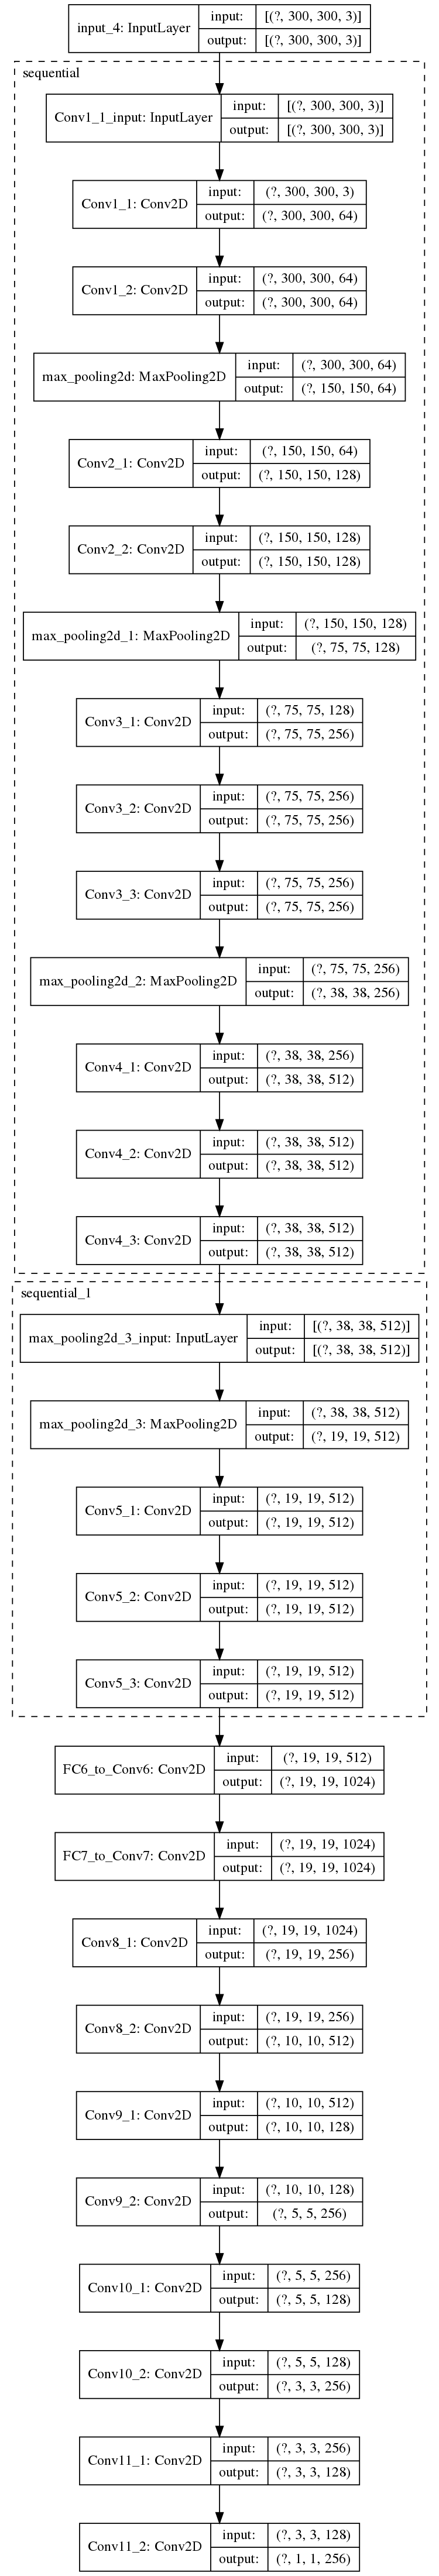 input_4: InputLayer
input: [(?, 300, 300, 3)]
output: [(?, 300, 300, 3)]
sequential
Conv1_1_input: InputLayer
input: [(?, 300, 300, 3)]
output: [(?, 300, 300, 3)]
Conv1_1: Conv2D
input: (?, 300, 300, 3)
output: (?, 300, 300, 64)
Conv1_2: Conv2D
input: (?, 300, 300, 64)
output: (?, 300, 300, 64)
max_pooling2d: MaxPooling2D
input: (?, 300, 300, 64)
output: (?, 150, 150, 64)
Conv2_1: Conv2D
input: (?, 150, 150, 64)
output: (?, 150, 150, 128)
Conv2_2: Conv2D
input: (?, 150, 150, 128)
output: (?, 150, 150, 128)
max_pooling2d_1: MaxPooling2D
input: (?, 150, 150, 128)
output: (?, 75, 75, 128)
Conv3_1: Conv2D
input: (?, 75, 75, 128)
output: (?, 75, 75, 256)
Conv3_2: Conv2D
input: (?, 75, 75, 256)
output: (?, 75, 75, 256)
Conv3_3: Conv2D
input: (?, 75, 75, 256)
output: (?, 75, 75, 256)
max_pooling2d_2: MaxPooling2D
input: (?, 75, 75, 256)
output: (?, 38, 38, 256)
Conv4_1: Conv2D
input: (?, 38, 38, 256)
output: (?, 38, 38, 512)
Conv4_2: Conv2D
input: (?, 38, 38, 512)
output: (?, 38, 38, 512)
Conv4_3: Conv2D
input: (?, 38, 38, 512)
output: (?, 38, 38, 512)
sequential_1
max_pooling2d_3_input: InputLayer
input: [(?, 38, 38, 512)]
output: [(?, 38, 38, 512)]
max_pooling2d_3: MaxPooling2D
input: (?, 38, 38, 512)
output: (?, 19, 19, 512)
Conv5_1: Conv2D
input: (?, 19, 19, 512)
output: (?, 19, 19, 512)
Conv5_2: Conv2D
input: (?, 19, 19, 512)
output: (?, 19, 19, 512)
Conv5_3: Conv2D
input: (?, 19, 19, 512)
output: (?, 19, 19, 512)
FC6_to_Conv6: Conv2D
input: (?, 19, 19, 512)
output: (?, 19, 19, 1024)
FC7_to_Conv7: Conv2D
input: (?, 19, 19, 1024)
output: (?, 19, 19, 1024)
Conv8_1: Conv2D
input: (?, 19, 19, 1024)
output: (?, 19, 19, 256)
Conv8_2: Conv2D
input: (?, 19, 19, 256)
output: (?, 10, 10, 512)
Conv9_1: Conv2D
input: (?, 10, 10, 512)
output: (?, 10, 10, 128)
Conv9_2: Conv2D
input: (?, 10, 10, 128)
output: (?, 5, 5, 256)
Conv10_1: Conv2D
input: (?, 5, 5, 256)
output: (?, 5, 5, 128)
Conv10_2: Conv2D
input: (?, 5, 5, 128)
output: (?, 3, 3, 256)
Conv11_1: Conv2D
input: (?, 3, 3, 256)
output: (?, 3, 3, 128)
Conv11_2: Conv2D
input: (?, 3, 3, 128)
output: (?, 1, 1, 256)